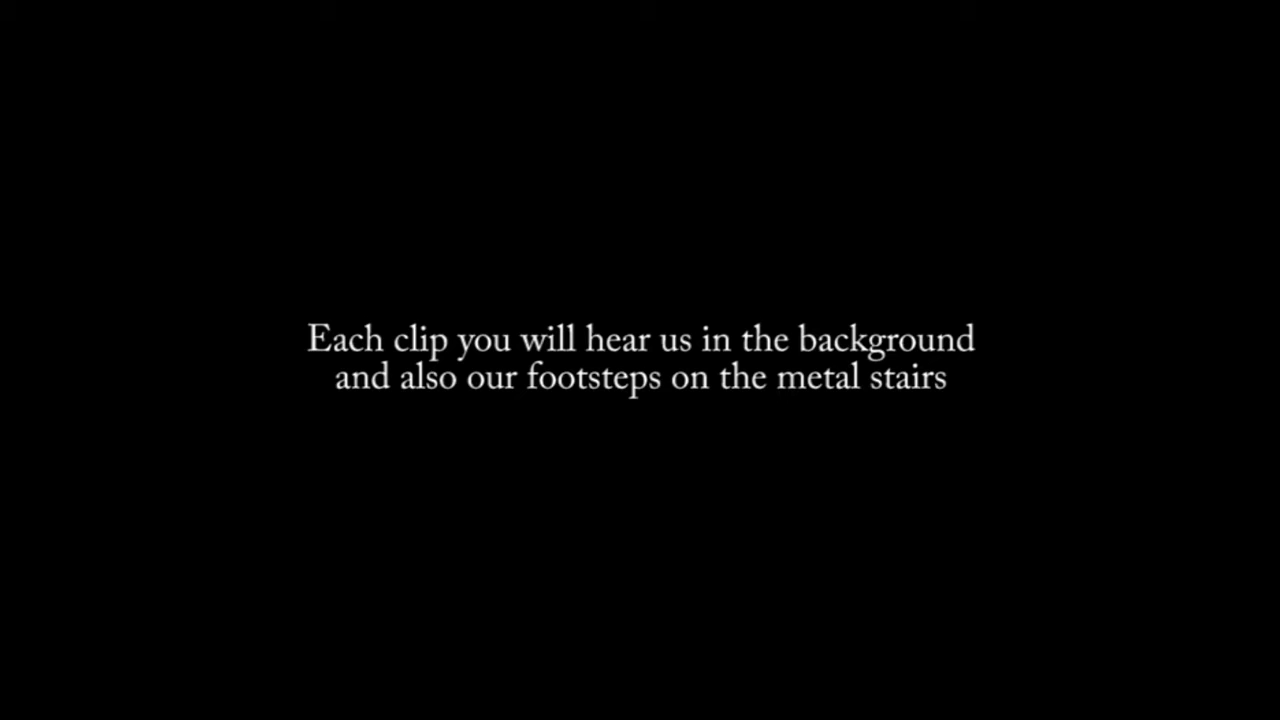 Each clip you will hear us in the background
and also our footsteps on the metal stairs